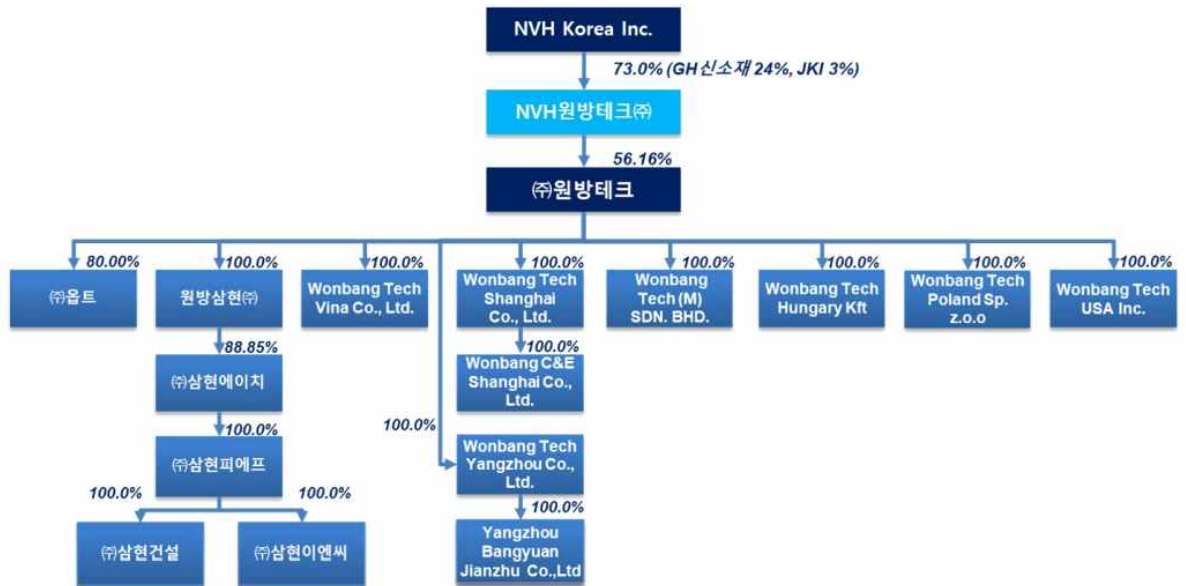 NVH Korea Inc.
73.0% (GH신소재 24%, JKI 3%)
NVH원방테크㈜
56.16%
㈜원방테크
80.00%
100.0%
100.0%
100.0%
100.0%
100.0%
100.0%
100.0%
㈜옵트
원방삼현㈜
Wonbang Tech
Vina Co., Ltd.
Wonbang Tech
Shanghai
Co., Ltd.
Wonbang
Tech (M)
SDN. BHD.
Wonbang Tech
Hungary Kft
Wonbang Tech
Poland Sp.
z.o.o
Wonbang Tech
USA Inc.
88.85%
100.0%
㈜삼현에이치
Wonbang C&E
Shanghai Co.,
Ltd.
100.0%
100.0%
㈜삼현피에프
Wonbang Tech
Yangzhou Co.,
Ltd.
100.0%
100.0%
100.0%
㈜삼현건설
㈜삼현이엔씨
Yangzhou
Bangyuan
Jianzhu Co.,Ltd